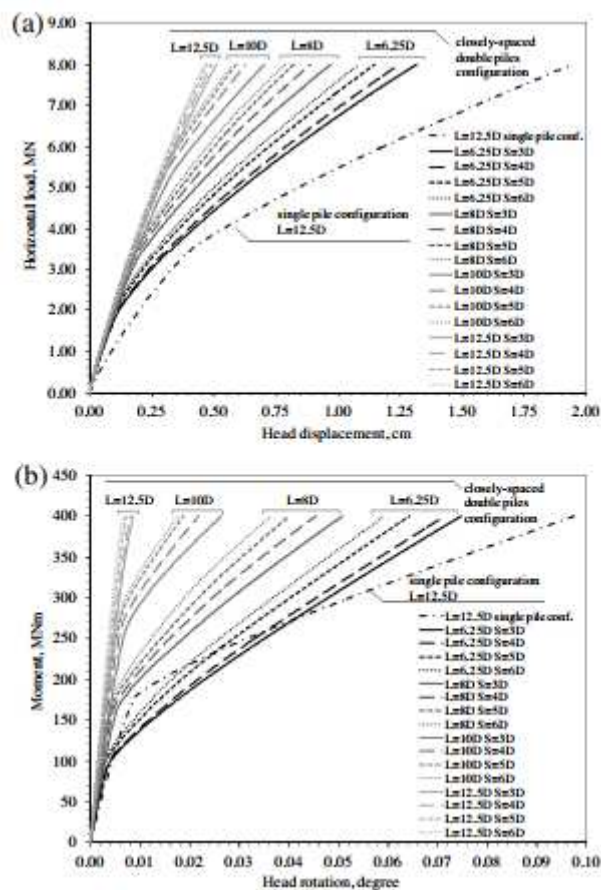 (a)
9.00
8.00
7.00
6.00
5.00
4.00
3.00
2.00
1.00
0.00
Horizontal load, MN
L=12.5D L=10D L=8D L=6.25D
closely-spaced
double piles
configuration
single pile configuration
L=12.5D
L=12.5D single pile conf.
L=6.25D S=3D
L=6.25D S=4D
L=6.25D S=5D
L=6.25D S=6D
L=8D S=3D
L=8D S=4D
L=8D S=5D
L=8D S=6D
L=10D S=3D
L=10D S=4D
L=10D S=5D
L=10D S=6D
L=12.5D S=3D
L=12.5D S=4D
L=12.5D S=5D
L=12.5D S=6D
0.00 0.25 0.50 0.75 1.00 1.25 1.50 1.75 2.00
Head displacement, cm
(b)
450
400
350
300
250
200
150
100
50
0
Moment, MNm
L=12.5D L=10D L=8D L=6.25D
closely-spaced
double piles
configuration
single pile configuration
L=12.5D
L=12.5D single pile conf.
L=6.25D S=3D
L=6.25D S=4D
L=6.25D S=5D
L=6.25D S=6D
L=8D S=3D
L=8D S=4D
L=8D S=5D
L=8D S=6D
L=10D S=3D
L=10D S=4D
L=10D S=5D
L=10D S=6D
L=12.5D S=3D
L=12.5D S=4D
L=12.5D S=5D
L=12.5D S=6D
0.00 0.01 0.02 0.03 0.04 0.05 0.06 0.07 0.08 0.09 0.10
Head rotation, degree